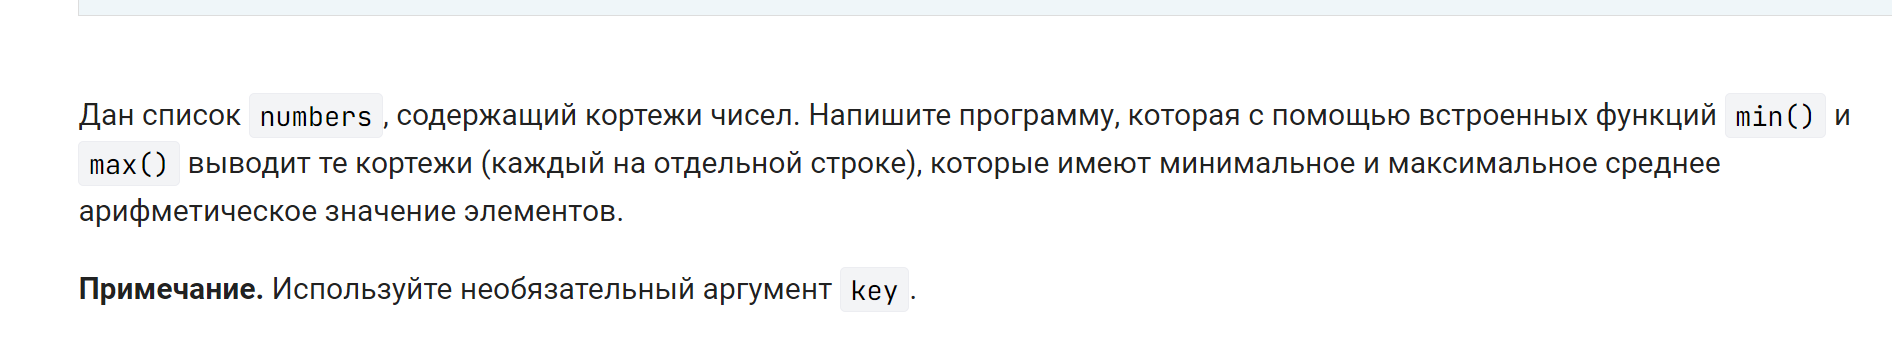 Дан список numbers, содержащий кортежи чисел. Напишите программу, которая с помощью встроенных функций min() и
max() выводит те кортежи (каждый на отдельной строке), которые имеют минимальное и максимальное среднее
арифметическое значение элементов.
Примечание. Используйте необязательный аргумент key.